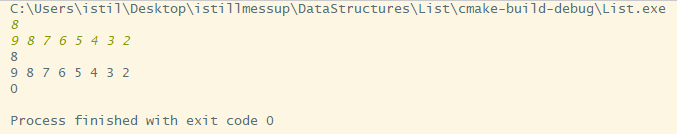 C:\Users\istil\Desktop\istillmessup\DataStructures\List\cmake-build-debug\List.exe
8
9 8 7 6 5 4 3 2
8
9 8 7 6 5 4 3 2
0
Process finished with exit code 0